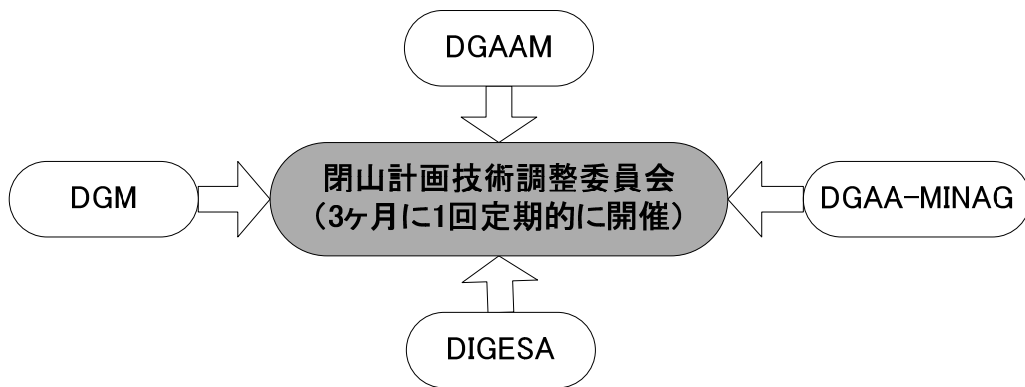 DGAAM
閉山計画技術調整委員会
（3ヶ月に1回定期的に開催）
DGM
DGAA-MINAG
DIGESA